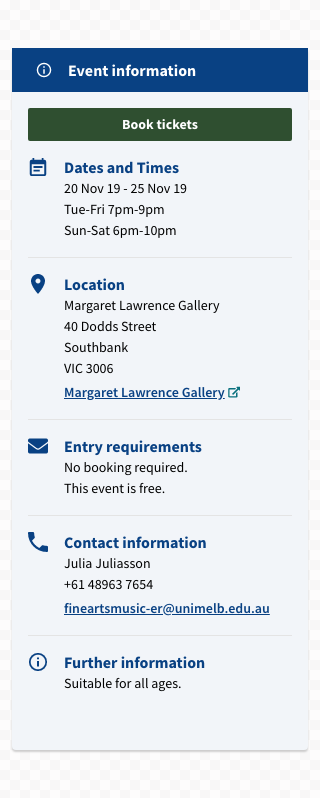 Event information
Book tickets
Dates and Times
20 Nov 19 - 25 Nov 19
Tue-Fri 7pm-9pm
Sun-Sat 6pm-10pm
Location
Margaret Lawrence Gallery
40 Dodds Street
Southbank
VIC 3006
Margaret Lawrence Gallery
Entry requirements
No booking required.
This event is free.
Contact information
Julia Juliasson
+61 48963 7654
fineartsmusic-er@unimelb.edu.au
Further information
Suitable for all ages.